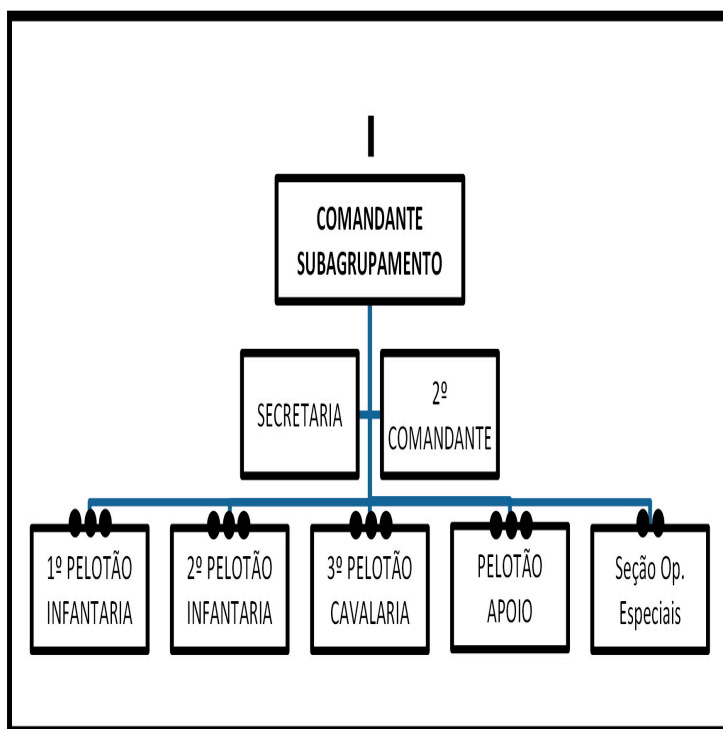 COMANDANTE
SUBAGRUPAMENTO
SECRETARIA
2º
COMANDANTE
1º PELOTÃO
INFANTARIA
2º PELOTÃO
INFANTARIA
3º PELOTÃO
CAVALARIA
PELOTÃO
APOIO
Seção Op.
Especiais